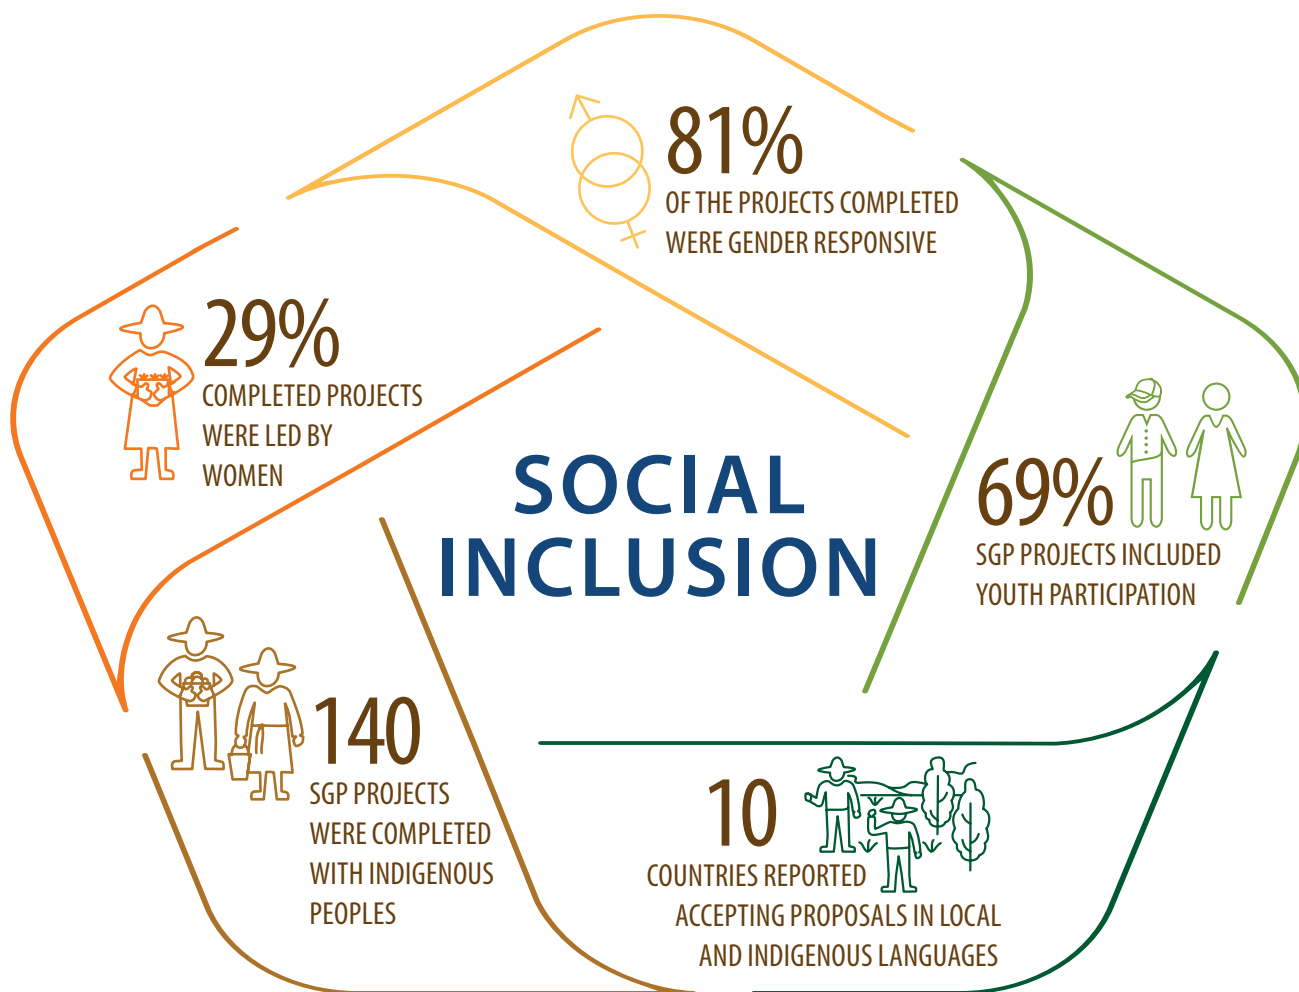 81%
OF THE PROJECTS COMPLETED
WERE GENDER RESPONSIVE
29%
COMPLETED PROJECTS
WERE LED BY
WOMEN
SOCIAL
INCLUSION
69%
SGP PROJECTS INCLUDED
YOUTH PARTICIPATION
140
SGP PROJECTS
WERE COMPLETED
WITH INDIGENOUS
PEOPLES
10
COUNTRIES REPORTED
ACCEPTING PROPOSALS IN LOCAL
AND INDIGENOUS LANGUAGES